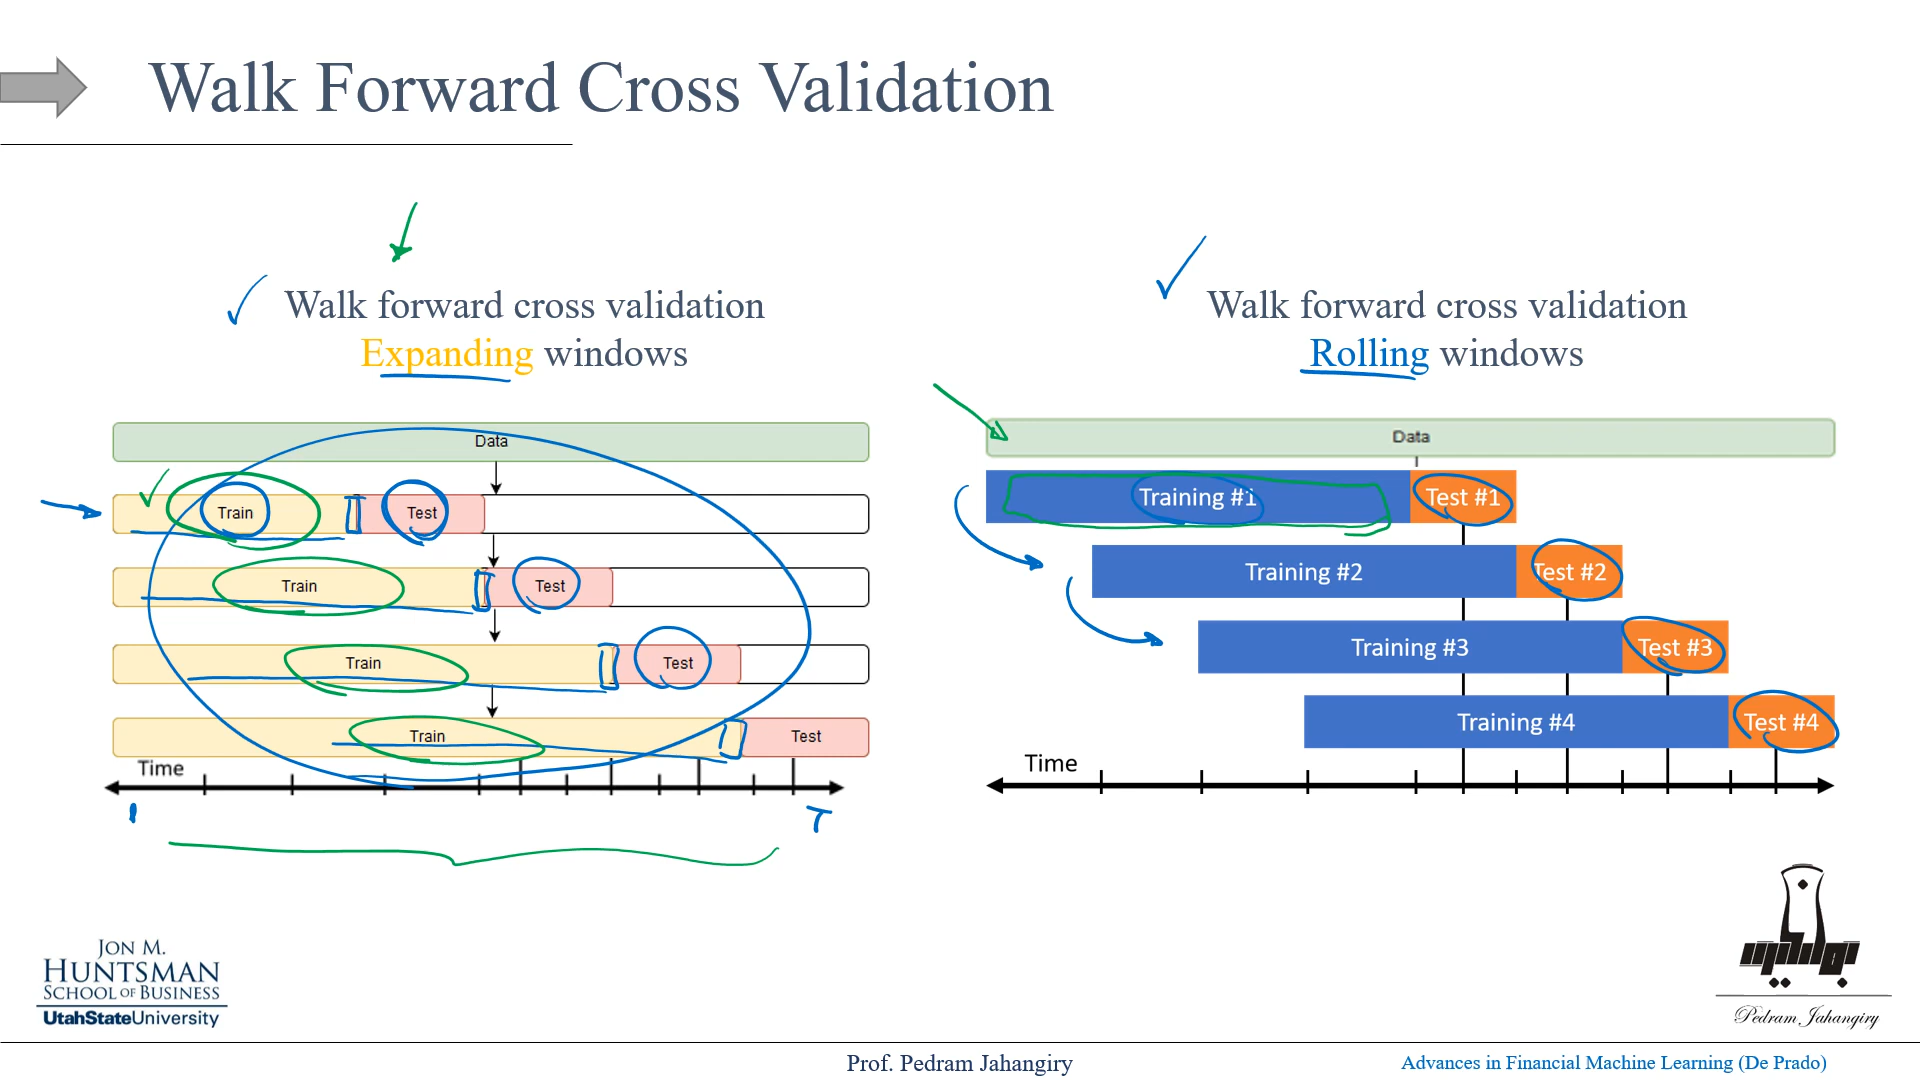 Walk Forward Cross Validation
Walk forward cross validation
Expanding windows
Data
Train
Test
Train
Test
Train
Test
Train
Test
Time
T
Walk forward cross validation
Rolling windows
Data
Training #1
Test #1
Training #2
Test #2
Training #3
Test #3
Training #4
Test #4
Time
JON M.
HUNTSMAN
SCHOOL OF BUSINESS
UtahStateUniversity
Pedram Jahangiry
Prof. Pedram Jahangiry
Advances in Financial Machine Learning (De Prado)